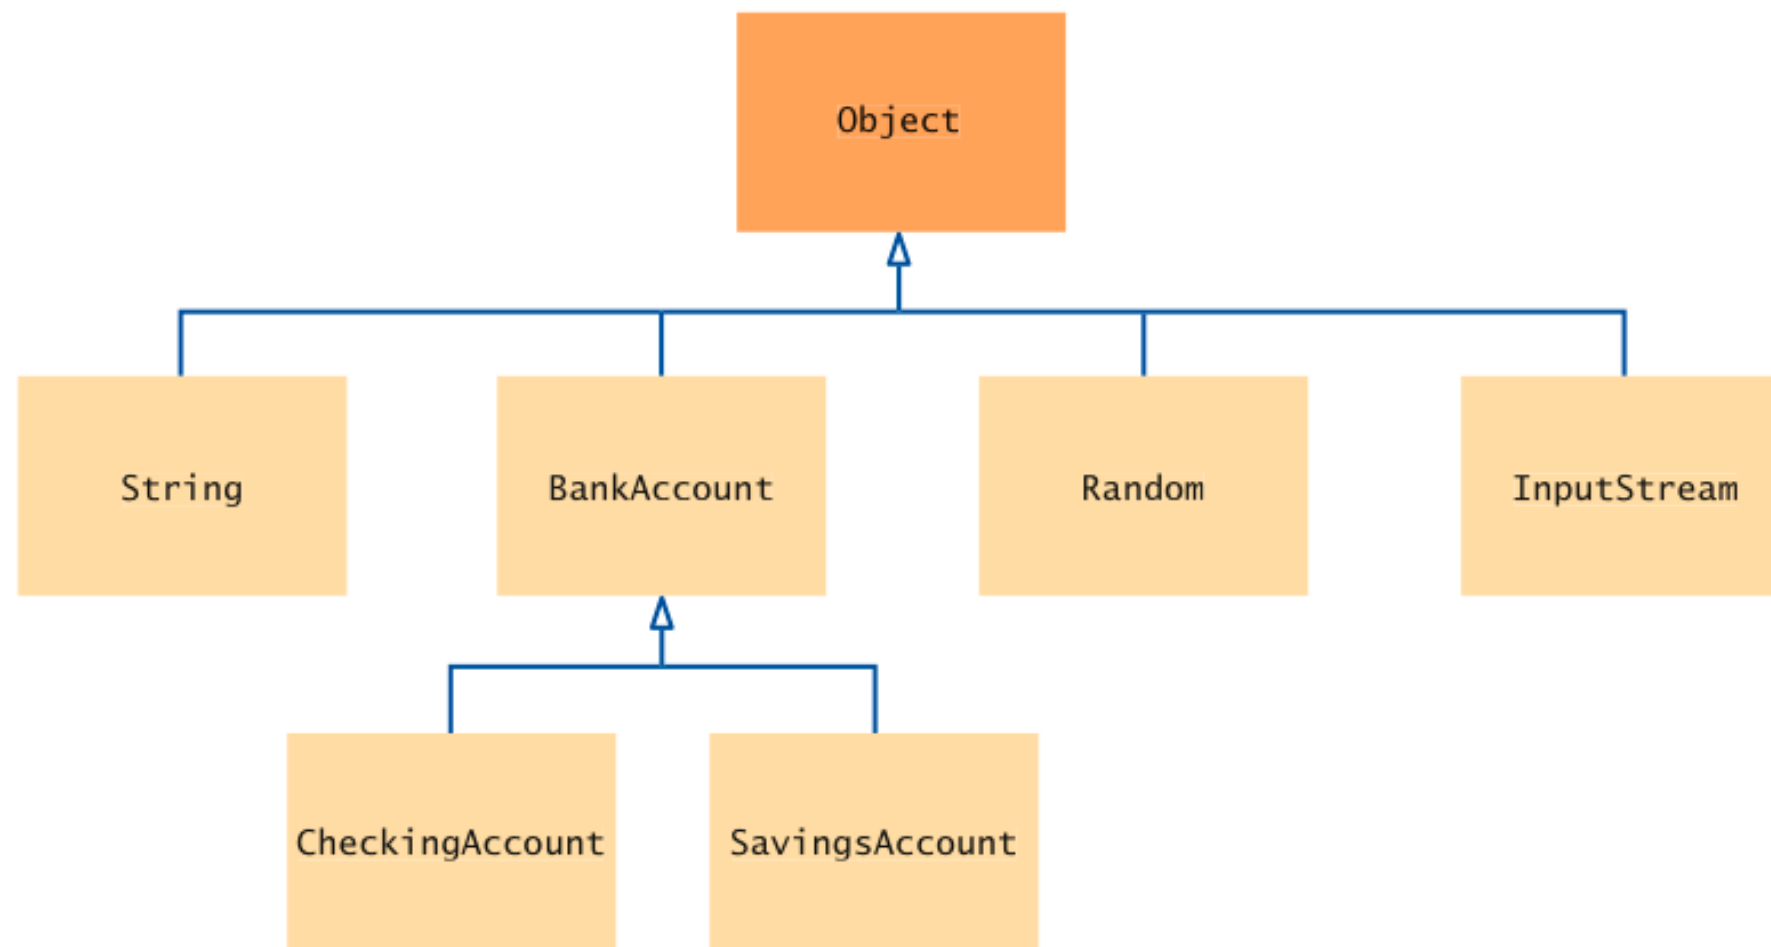 Object
String
BankAccount
Random
InputStream
CheckingAccount
SavingsAccount